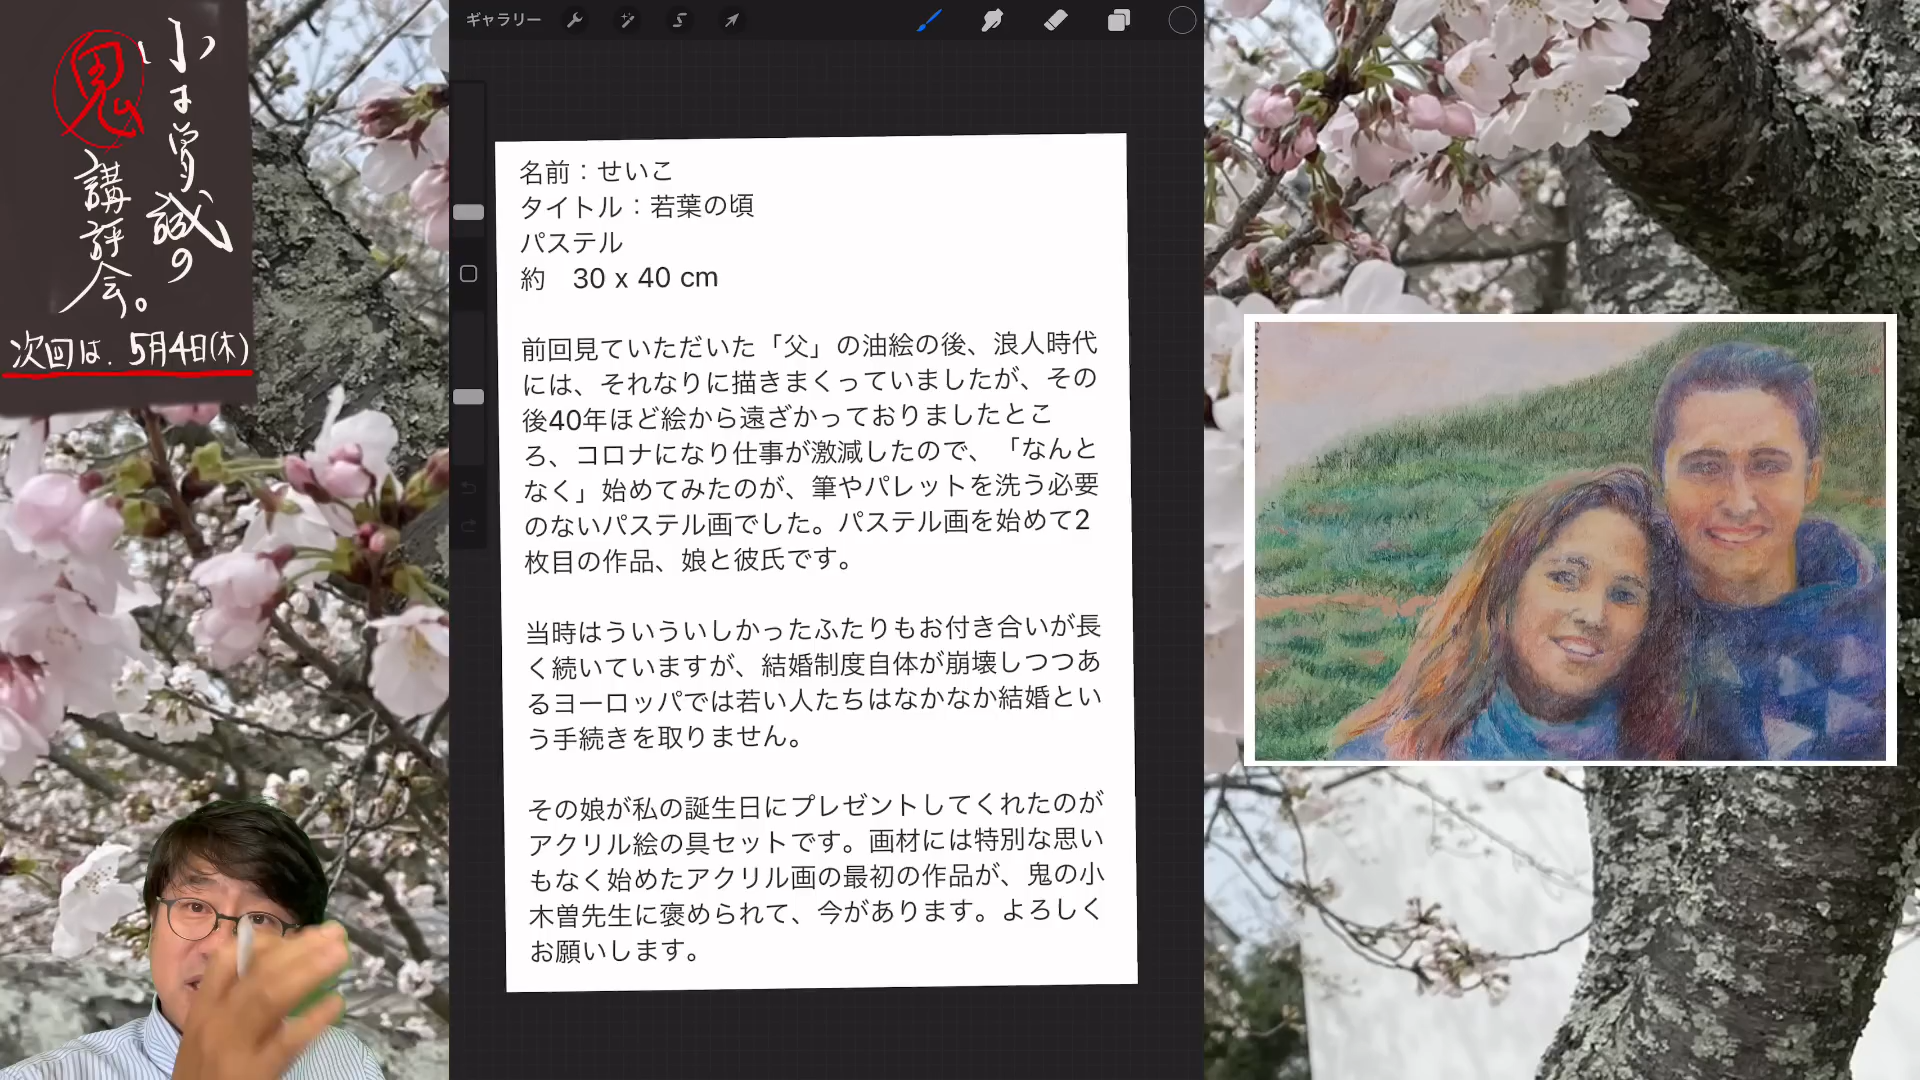 小木曽誠の
鬼講評会。
次回は、5月4日(木)
ギャラリー
名前：せいこ
タイトル：若葉の頃
パステル
約　30 x 40 cm
前回見ていただいた「父」の油絵の後、浪人時代
には、それなりに描きまくっていましたが、その
後40年ほど絵から遠ざかっておりましたとこ
ろ、コロナになり仕事が激減したので、「なんと
なく」始めてみたのが、筆やパレットを洗う必要
のないパステル画でした。パステル画を始めて2
枚目の作品、娘と彼氏です。
当時はういういしかったふたりもお付き合いが長
く続いていますが、結婚制度自体が崩壊しつつあ
るヨーロッパでは若い人たちはなかなか結婚とい
う手続きを取りません。
その娘が私の誕生日にプレゼントしてくれたのが
アクリル絵の具セットです。画材には特別な思い
もなく始めたアクリル画の最初の作品が、鬼の小
木曽先生に褒められて、今があります。よろしく
お願いします。